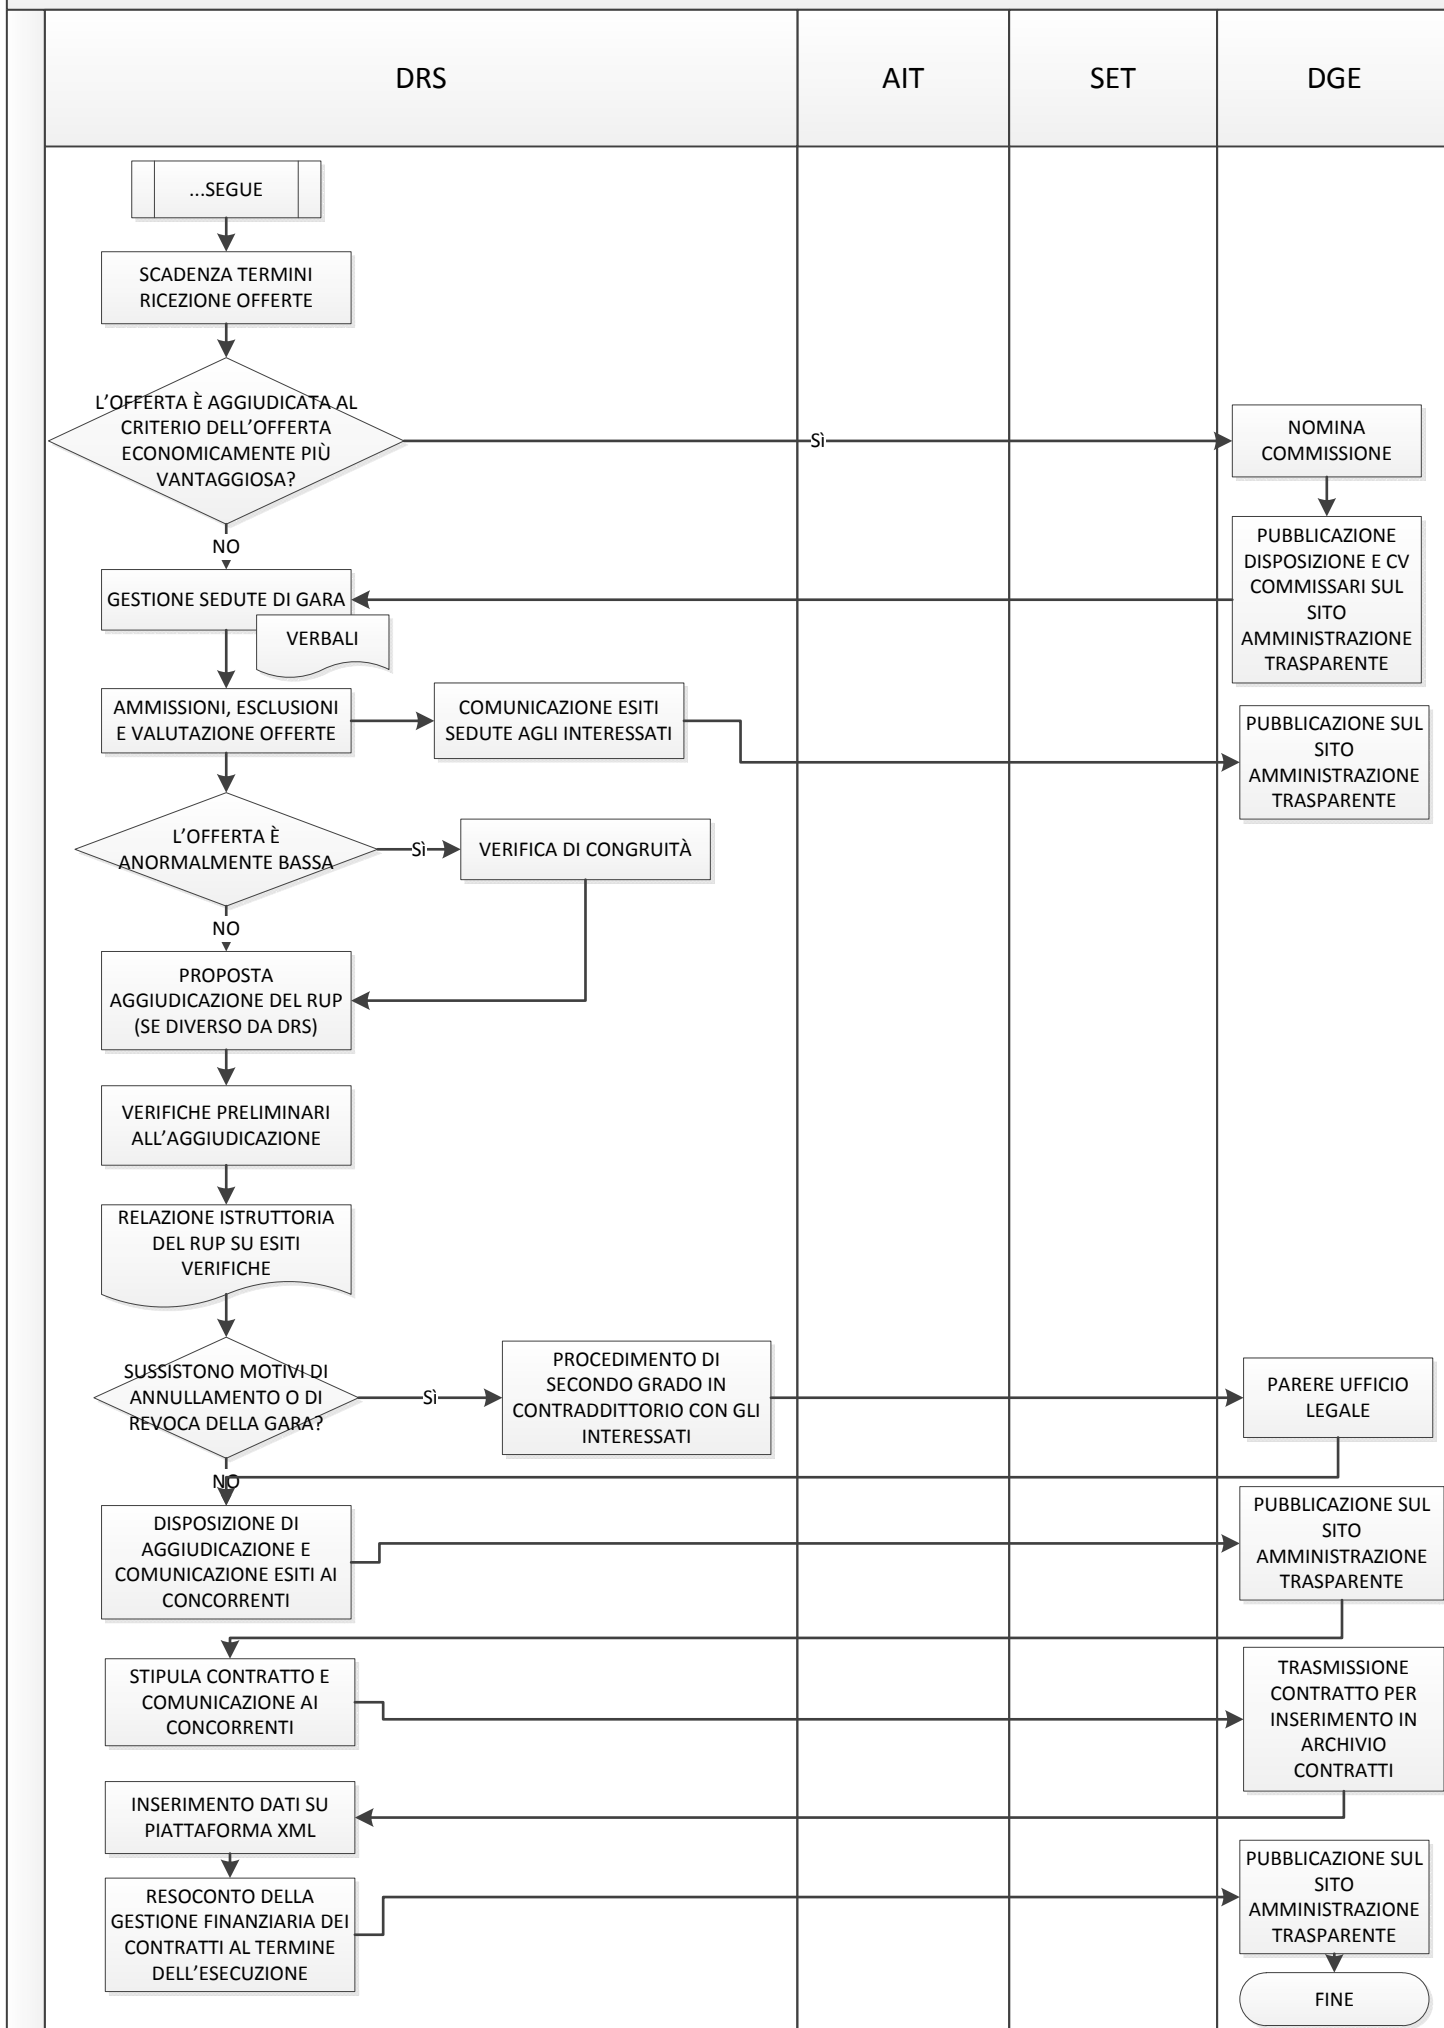 DRS
AIT
SET
DGE
...SEGUE
SCADENZA TERMINI
RICEZIONE OFFERTE
L'OFFERTA È AGGIUDICATA AL
CRITERIO DELL'OFFERTA
ECONOMICAMENTE PIÙ
VANTAGGIOSA?
Sì
NOMINA
COMMISSIONE
NO
PUBBLICAZIONE
DISPOSIZIONE E CV
COMMISSARI SUL
SITO
AMMINISTRAZIONE
TRASPARENTE
GESTIONE SEDUTE DI GARA
VERBALI
AMMISSIONI, ESCLUSIONI
E VALUTAZIONE OFFERTE
COMUNICAZIONE ESITI
SEDUTE AGLI INTERESSATI
PUBBLICAZIONE SUL
SITO
AMMINISTRAZIONE
TRASPARENTE
L'OFFERTA È
ANORMALMENTE BASSA
Sì
VERIFICA DI CONGRUITÀ
NO
PROPOSTA
AGGIUDICAZIONE DEL RUP
(SE DIVERSO DA DRS)
VERIFICHE PRELIMINARI
ALL'AGGIUDICAZIONE
RELAZIONE ISTRUTTORIA
DEL RUP SU ESITI
VERIFICHE
SUSSISTONO MOTIVI DI
ANNULLAMENTO O DI
REVOCA DELLA GARA?
Sì
PROCEDIMENTO DI
SECONDO GRADO IN
CONTRADDITTORIO CON GLI
INTERESSATI
PARERE UFFICIO
LEGALE
NO
DISPOSIZIONE DI
AGGIUDICAZIONE E
COMUNICAZIONE ESITI AI
CONCORRENTI
PUBBLICAZIONE SUL
SITO
AMMINISTRAZIONE
TRASPARENTE
STIPULA CONTRATTO E
COMUNICAZIONE AI
CONCORRENTI
TRASMISSIONE
CONTRATTO PER
INSERIMENTO IN
ARCHIVIO
CONTRATTI
INSERIMENTO DATI SU
PIATTAFORMA XML
RESOCONTO DELLA
GESTIONE FINANZIARIA DEI
CONTRATTI AL TERMINE
DELL'ESECUZIONE
PUBBLICAZIONE SUL
SITO
AMMINISTRAZIONE
TRASPARENTE
FINE